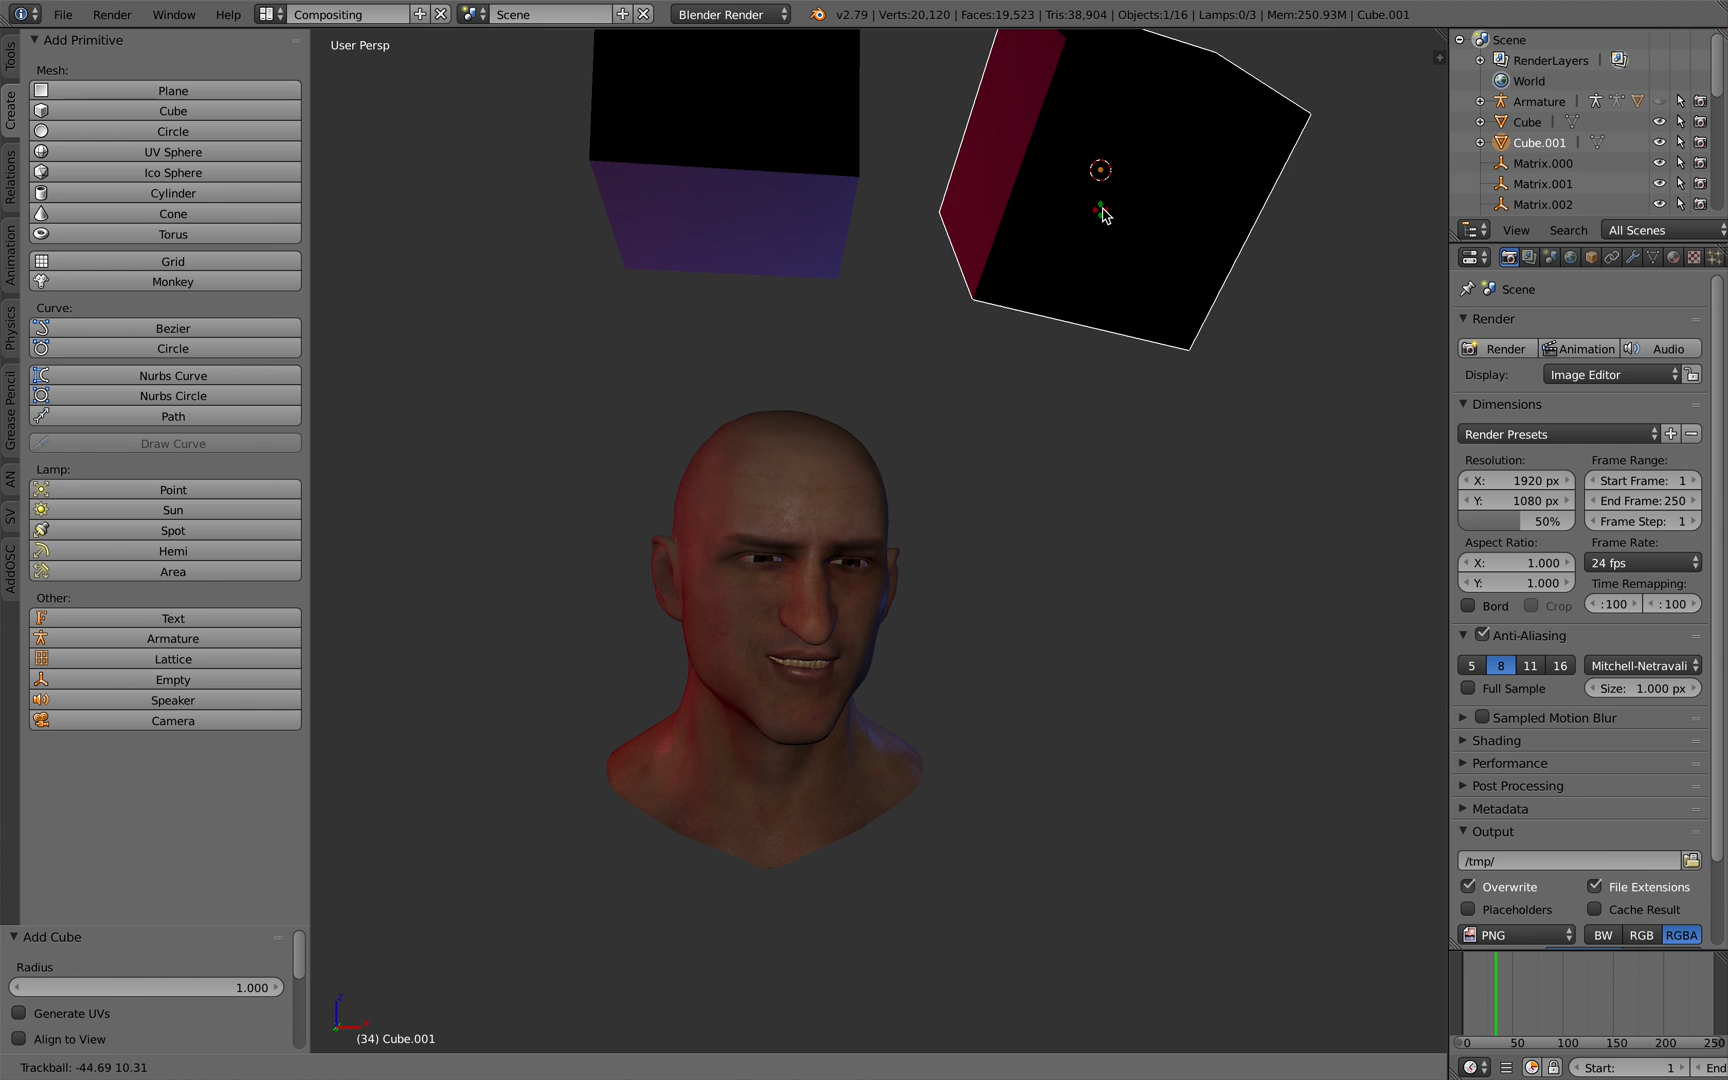 File Render Window Help Compositing Scene Blender Render v2.79 | Verts:20,120 | Faces:19,523 | Tris:38,904 | Objects:1/16 | Lamps:0/3 | Mem:250.93M | Cube.001
Tools
Create
Relations
Animation
Physics
Grease Pencil
AN
SV
AddOSC
Add Primitive
Mesh:
Plane
Cube
Circle
UV Sphere
Ico Sphere
Cylinder
Cone
Torus
Grid
Monkey
Curve:
Bezier
Circle
Nurbs Curve
Nurbs Circle
Path
Draw Curve
Lamp:
Point
Sun
Spot
Hemi
Area
Other:
Text
Armature
Lattice
Empty
Speaker
Camera
Add Cube
Radius
1.000
Generate UVs
Align to View
Trackball: -44.69 10.31
User Persp
z
x
(34) Cube.001
Scene
RenderLayers
World
Armature
Cube
Cube.001
Matrix.000
Matrix.001
Matrix.002
View Search All Scenes
Scene
Render
Render Animation Audio
Display: Image Editor
Dimensions
Render Presets
Resolution: Frame Range:
X: 1920 px Start Frame: 1
Y: 1080 px End Frame: 250
50% Frame Step: 1
Aspect Ratio: Frame Rate:
X: 1.000 24 fps
Y: 1.000 Time Remapping:
Bord Crop :100 :100
Anti-Aliasing
5 8 11 16 Mitchell-Netravali
Full Sample Size: 1.000 px
Sampled Motion Blur
Shading
Performance
Post Processing
Metadata
Output
/tmp/
Overwrite File Extensions
Placeholders Cache Result
PNG BW RGB RGBA
0 50 100 150 200 250
Start: 1 End